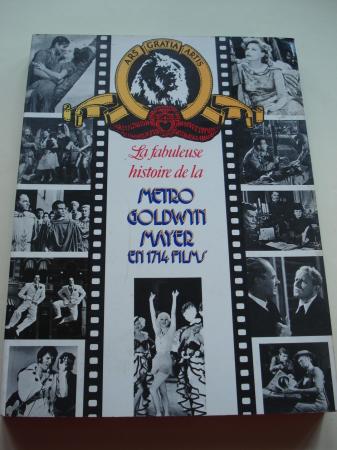 ARS GRATIA ARTIS
La fabuleuse
histoire de la
METRO
GOLDWYN
MAYER
EN 1714 FILMS